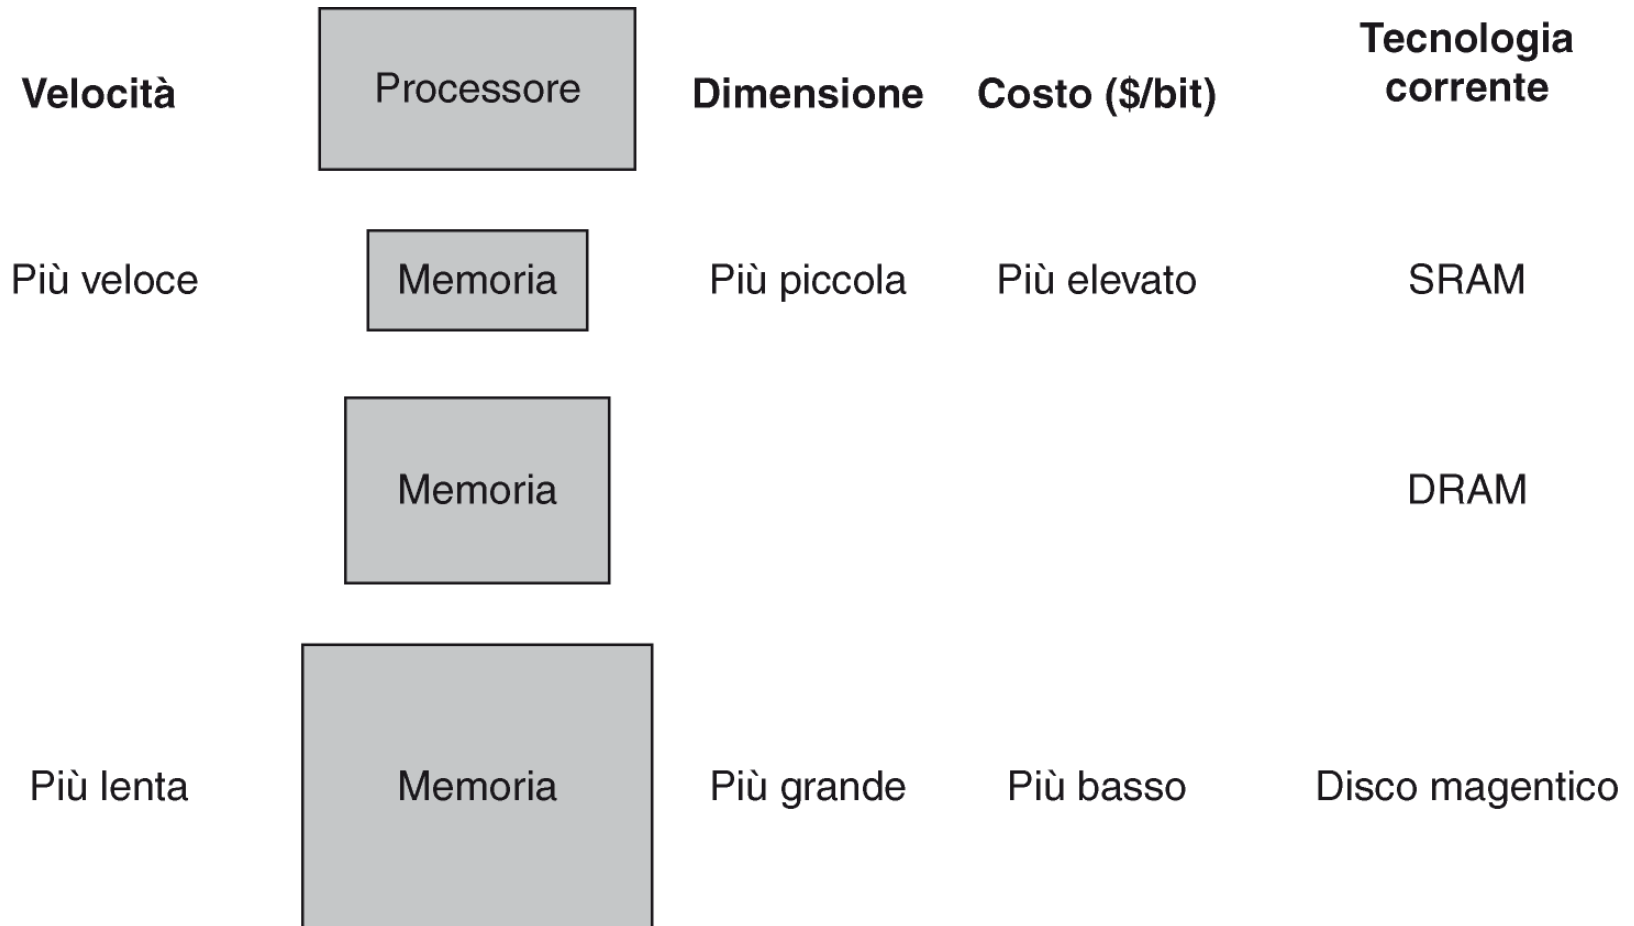 Velocità
Processore
Dimensione
Costo ($/bit)
Tecnologia
corrente
Più veloce
Memoria
Più piccola
Più elevato
SRAM
Memoria
DRAM
Più lenta
Memoria
Più grande
Più basso
Disco magentico